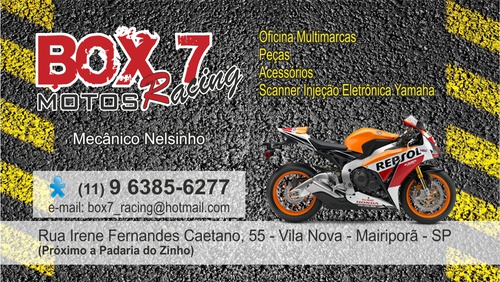 BOX 7
MOTOS Racing
Oficina Multimarcas
Peças
Acessorios
Scanner Injeção Eletrônica Yamaha
Mecânico Nelsinho
(11) 9 6385-6277
e-mail: box7_racing@hotmail.com
REPSOL
Rua Irene Fernandes Caetano, 55 - Vila Nova - Mairiporã - SP
(Próximo a Padaria do Zinho)